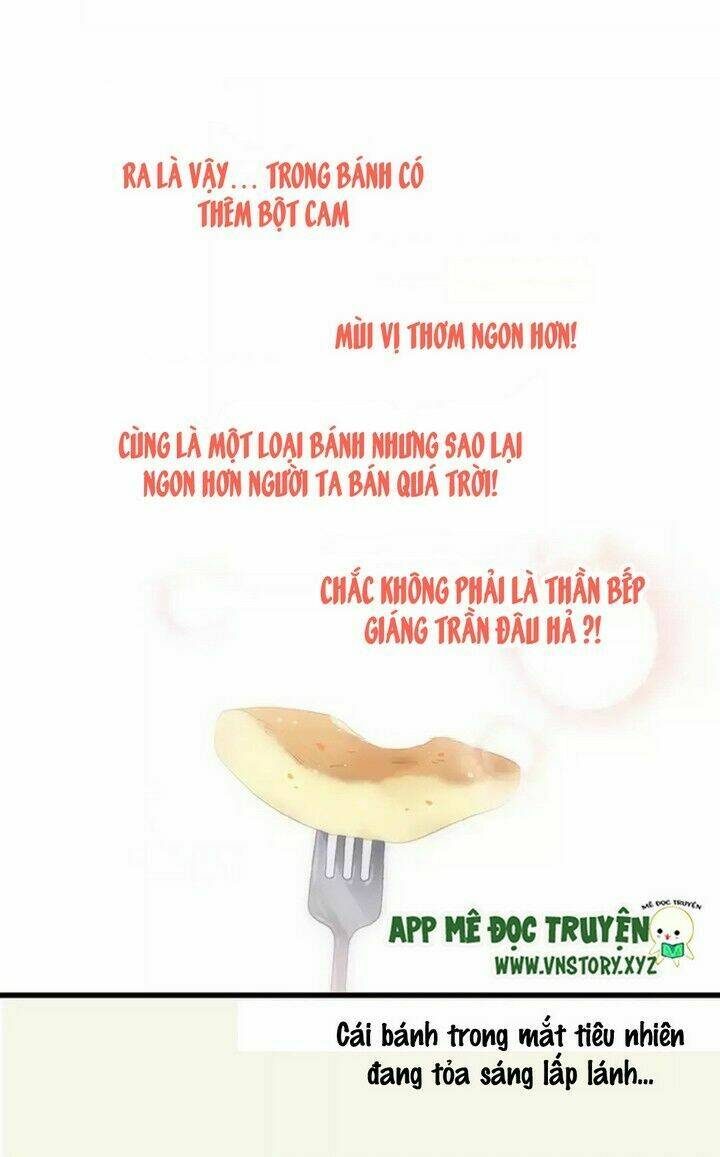 RA LÀ VẬY... TRONG BÁNH CÓ
THÊM BỘT CAM
MÙI VỊ THƠM NGON HƠN!
CÙNG LÀ MỘT LOẠI BÁNH NHƯNG SAO LẠI
NGON HƠN NGƯỜI TA BÁN QUÁ TRỜI!
CHẮC KHÔNG PHẢI LÀ THẦN BẾP
GIÁNG TRẦN ĐÂU HẢ ?!
MÊ ĐỌC TRUYỆN
APP MÊ ĐỌC TRUYỆN
WWW.VNSTORY.XYZ
Cái bánh trong mắt tiêu nhiên
đang tỏa sáng lấp lánh...